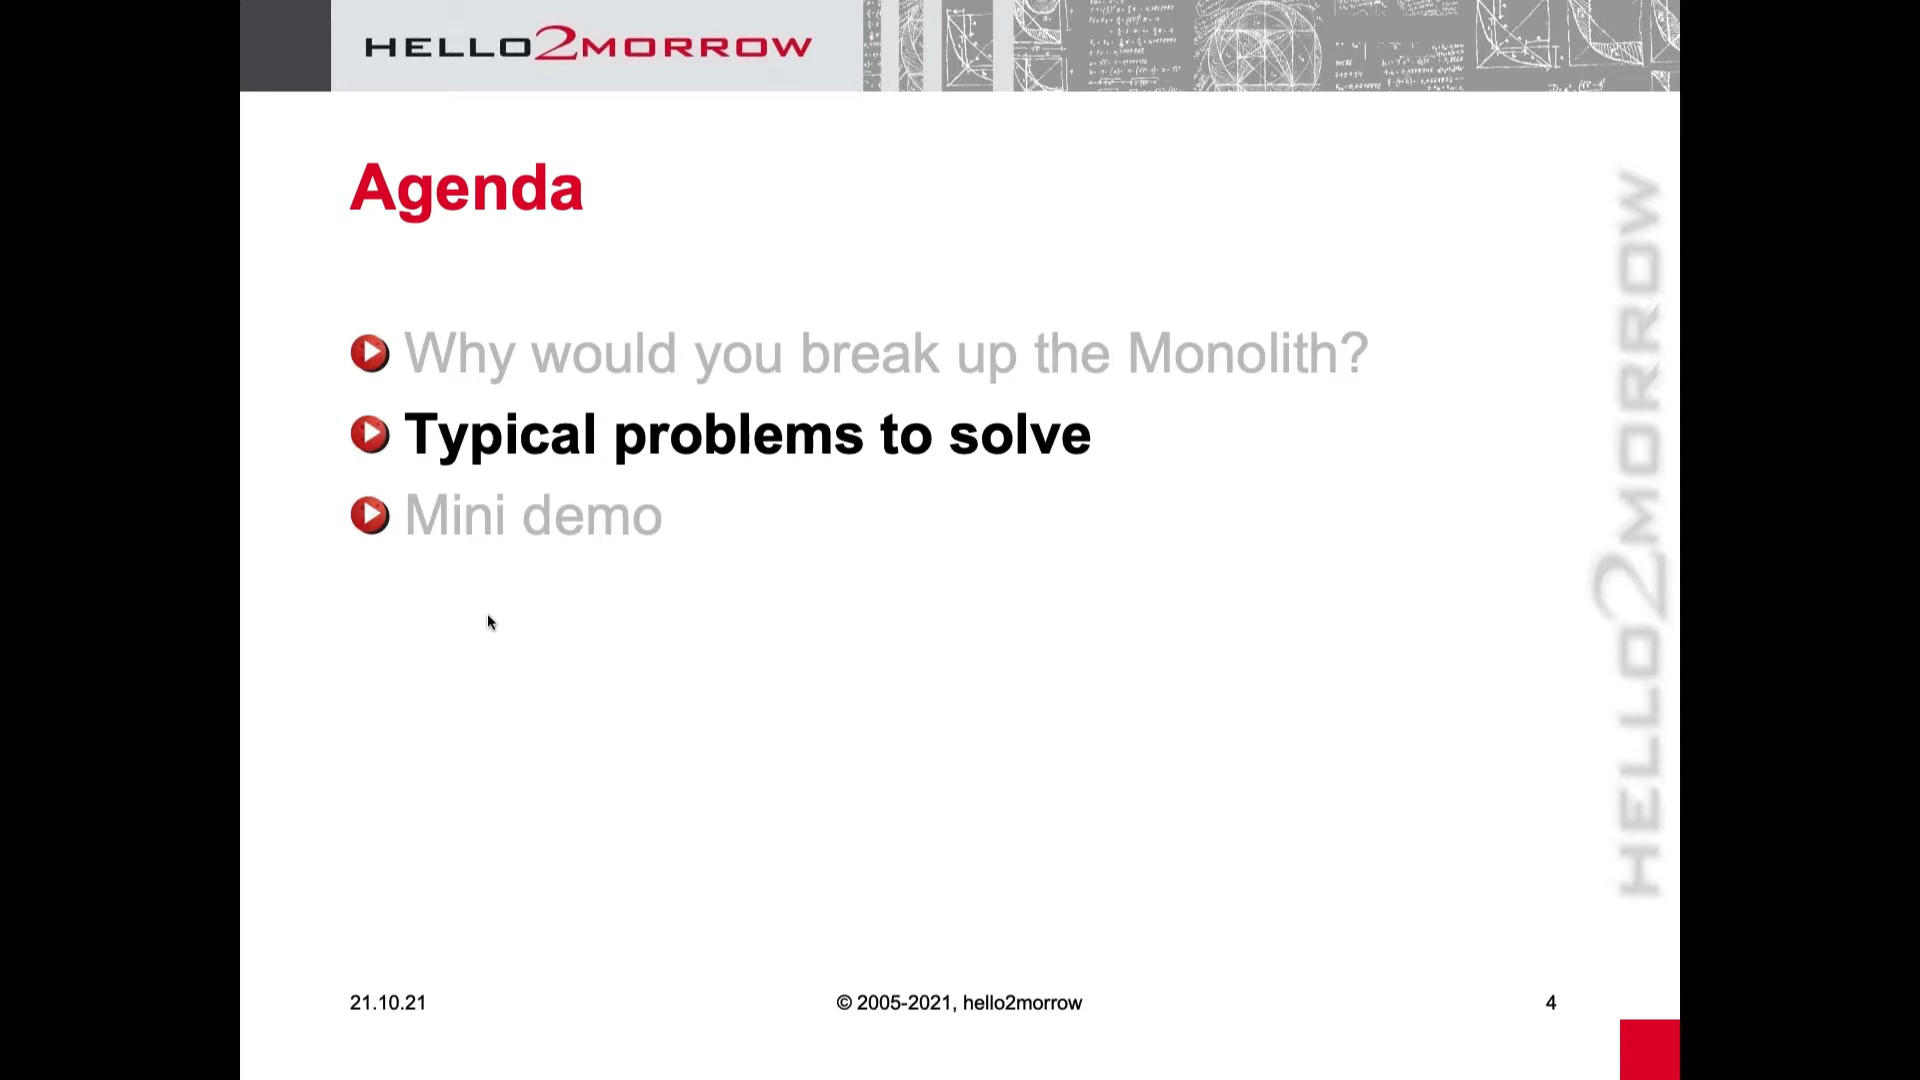 HELLO2MORROW
Agenda
Why would you break up the Monolith?
Typical problems to solve
Mini demo
HELLO2MORROW
21.10.21
© 2005-2021, hello2morrow
4